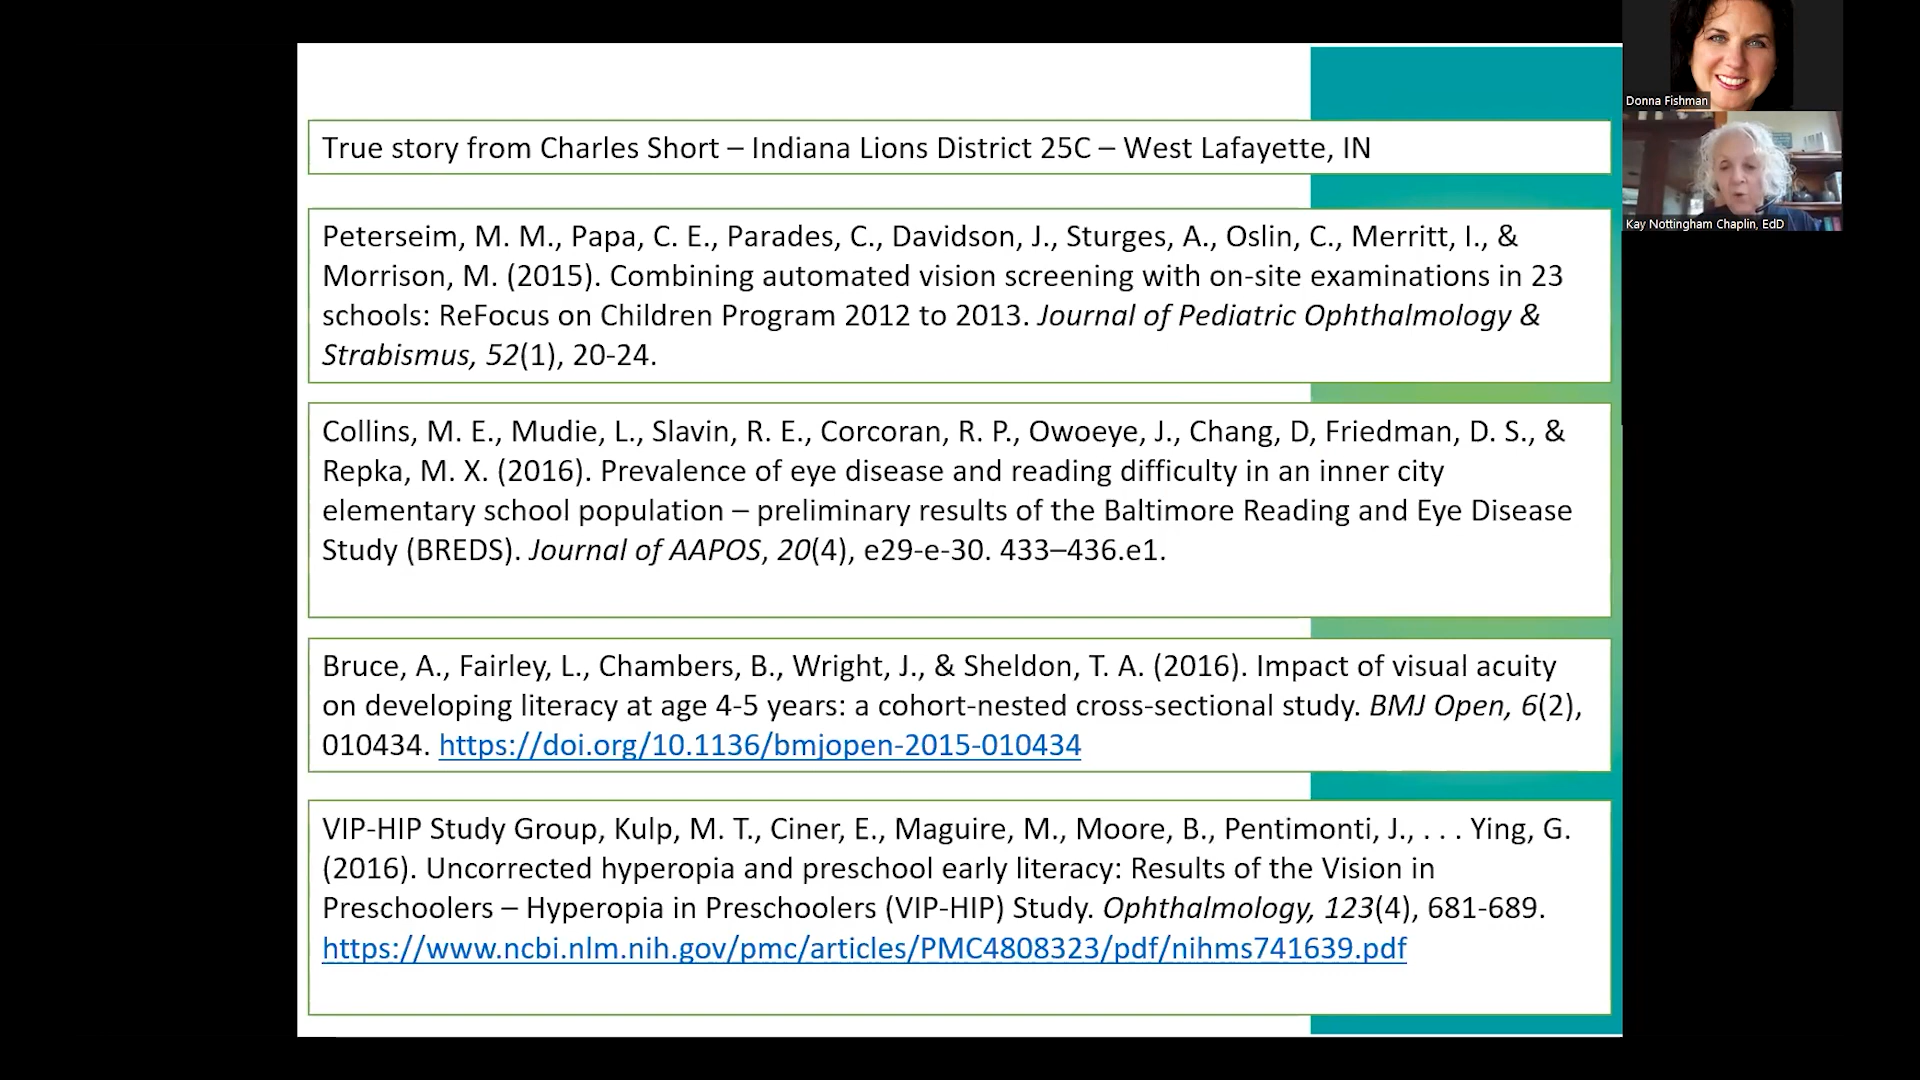 True story from Charles Short – Indiana Lions District 25C – West Lafayette, IN
Peterseim, M. M., Papa, C. E., Parades, C., Davidson, J., Sturges, A., Oslin, C., Merritt, I., &
Morrison, M. (2015). Combining automated vision screening with on-site examinations in 23
schools: ReFocus on Children Program 2012 to 2013. Journal of Pediatric Ophthalmology &
Strabismus, 52(1), 20-24.
Collins, M. E., Mudie, L., Slavin, R. E., Corcoran, R. P., Owoeye, J., Chang, D, Friedman, D. S., &
Repka, M. X. (2016). Prevalence of eye disease and reading difficulty in an inner city
elementary school population – preliminary results of the Baltimore Reading and Eye Disease
Study (BREDS). Journal of AAPOS, 20(4), e29-e-30. 433–436.e1.
Bruce, A., Fairley, L., Chambers, B., Wright, J., & Sheldon, T. A. (2016). Impact of visual acuity
on developing literacy at age 4-5 years: a cohort-nested cross-sectional study. BMJ Open, 6(2),
010434. https://doi.org/10.1136/bmjopen-2015-010434
VIP-HIP Study Group, Kulp, M. T., Ciner, E., Maguire, M., Moore, B., Pentimonti, J., . . . Ying, G.
(2016). Uncorrected hyperopia and preschool early literacy: Results of the Vision in
Preschoolers – Hyperopia in Preschoolers (VIP-HIP) Study. Ophthalmology, 123(4), 681-689.
https://www.ncbi.nlm.nih.gov/pmc/articles/PMC4808323/pdf/nihms741639.pdf
Donna Fishman
Kay Nottingham Chaplin, EdD